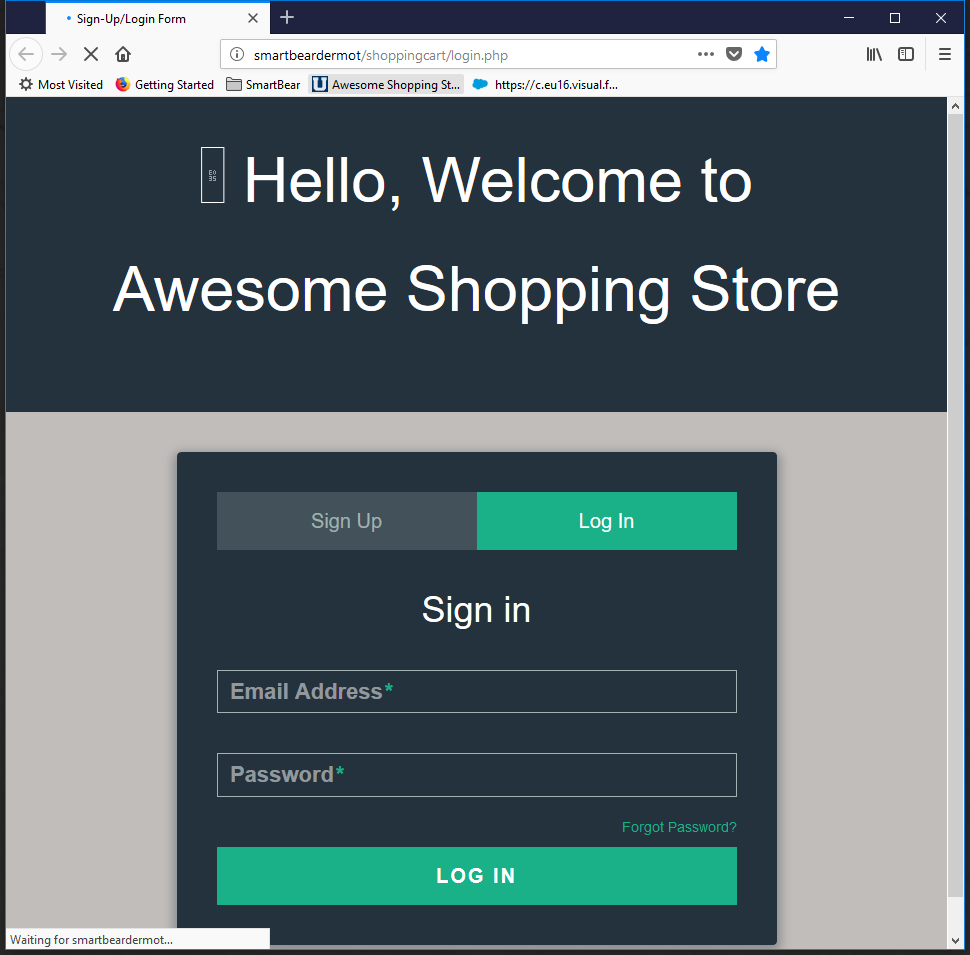 Sign-Up/Login Form
smartbeardermot/shoppingcart/login.php
Most Visited Getting Started SmartBear Awesome Shopping St... https://c.eu16.visual.f...
Hello, Welcome to
Awesome Shopping Store
Sign Up Log In
Sign in
Email Address*
Password*
Forgot Password?
LOG IN
Waiting for smartbeardermot...